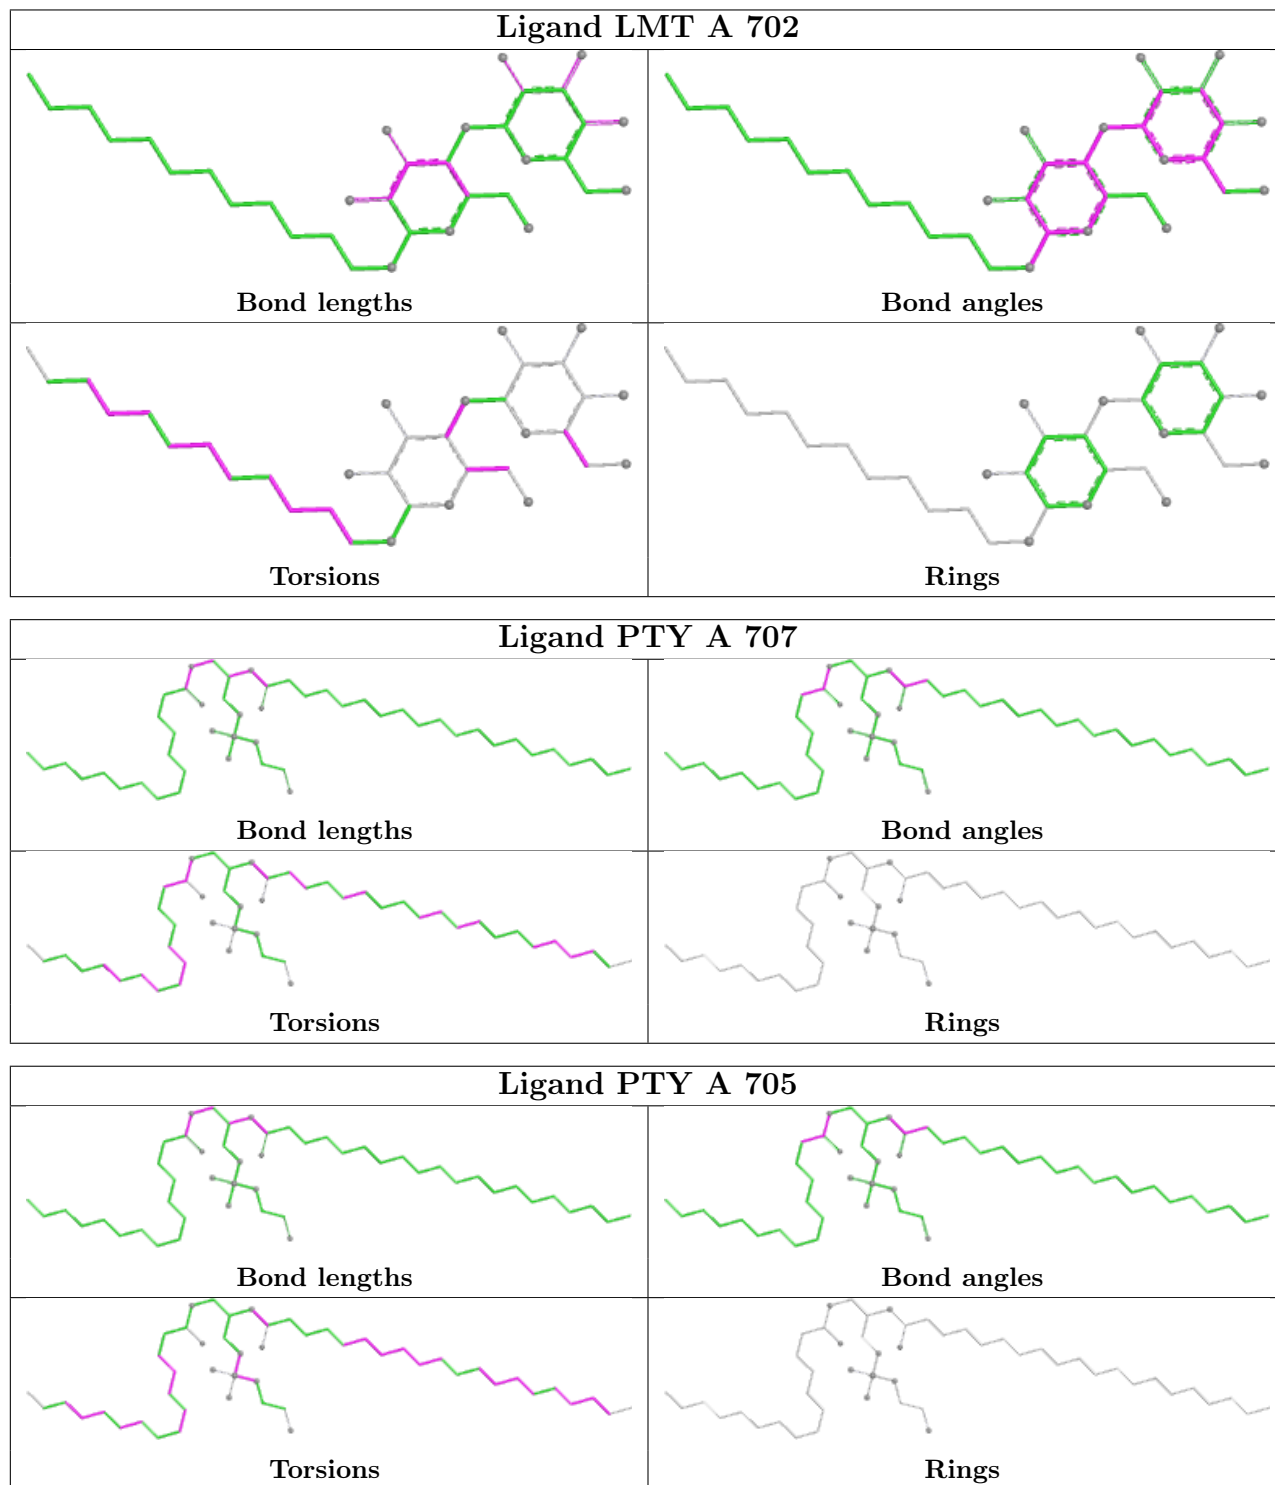 Ligand LMT A 702
Bond lengths
Bond angles
Torsions
Rings
Ligand PTY A 707
Bond lengths
Bond angles
Torsions
Rings
Ligand PTY A 705
Bond lengths
Bond angles
Torsions
Rings